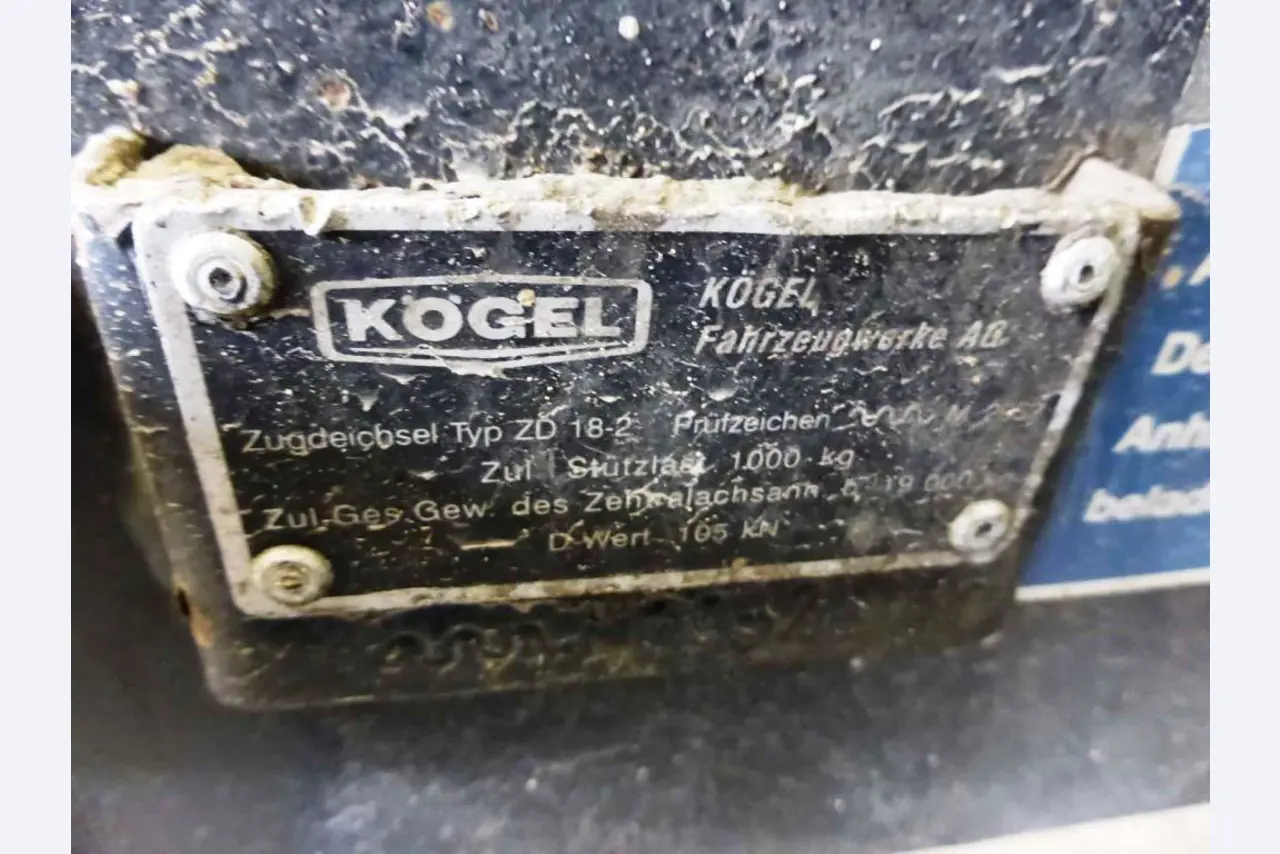 KÖGEL
KÖGEL
Fahrzeugwerke AG
Zugdeichsel Typ ZD 18-2 Prüfzeichen M
Zul Stützlast 1000 kg
Zul. Ges. Gew. des
D-Wert 105 KN
De
Anh
belad